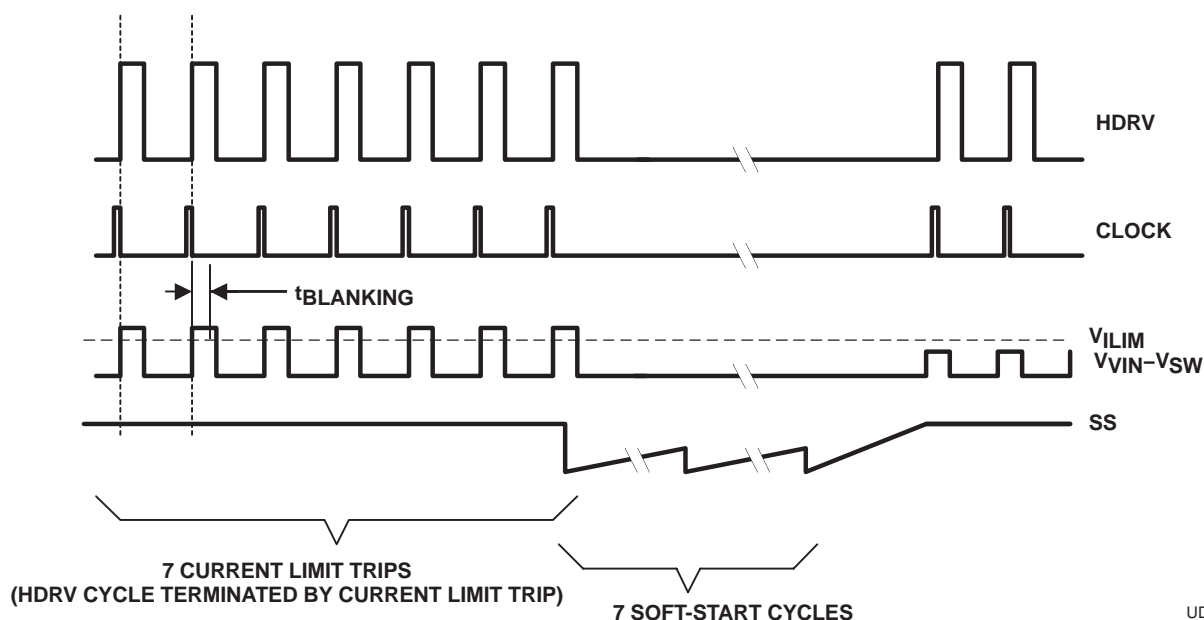 HDRV
CLOCK
tBLANKING
VILIM
VVIN–VSW
SS
7 CURRENT LIMIT TRIPS
(HDRV CYCLE TERMINATED BY CURRENT LIMIT TRIP)
7 SOFT-START CYCLES
UD